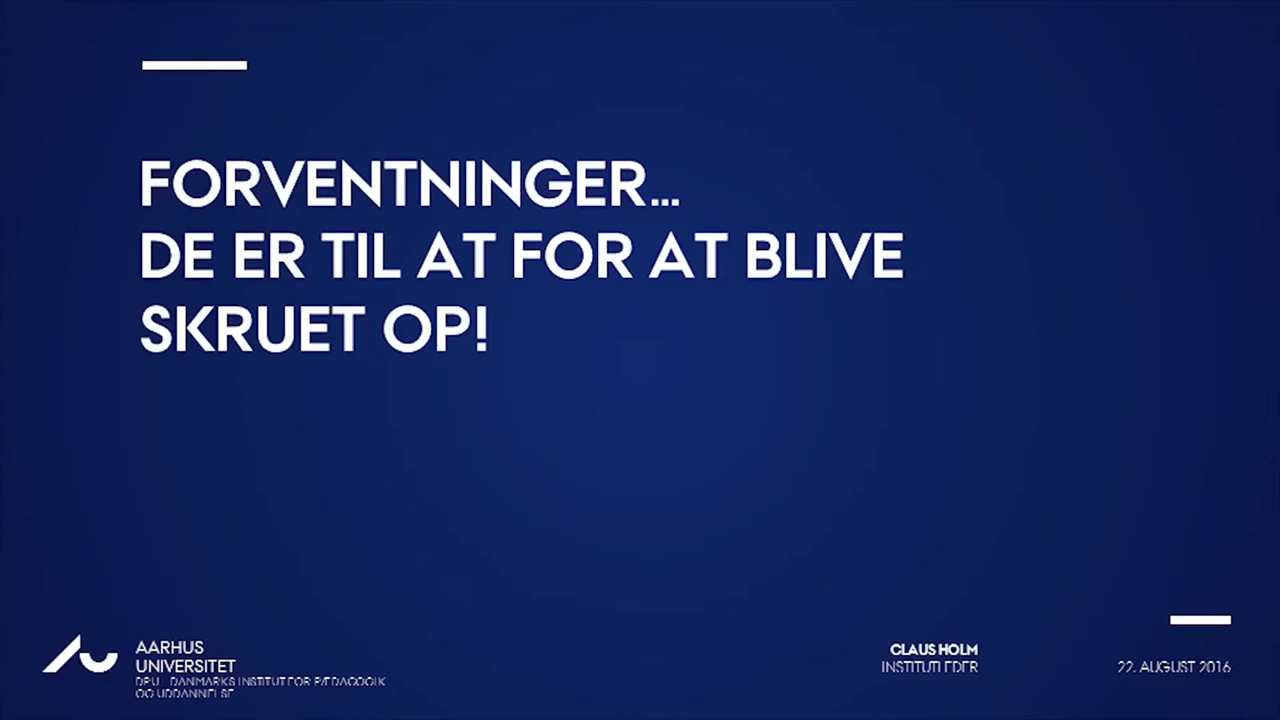 FORVENTNINGER...
DE ER TIL AT FOR AT BLIVE
SKRUET OP!
AARHUS
UNIVERSITET
DPU - DANMARKS INSTITUT FOR PÆDAGOGIK
OG UDDANNELSE
CLAUS HOLM
INSTITUTLEDER
22. AUGUST 2016